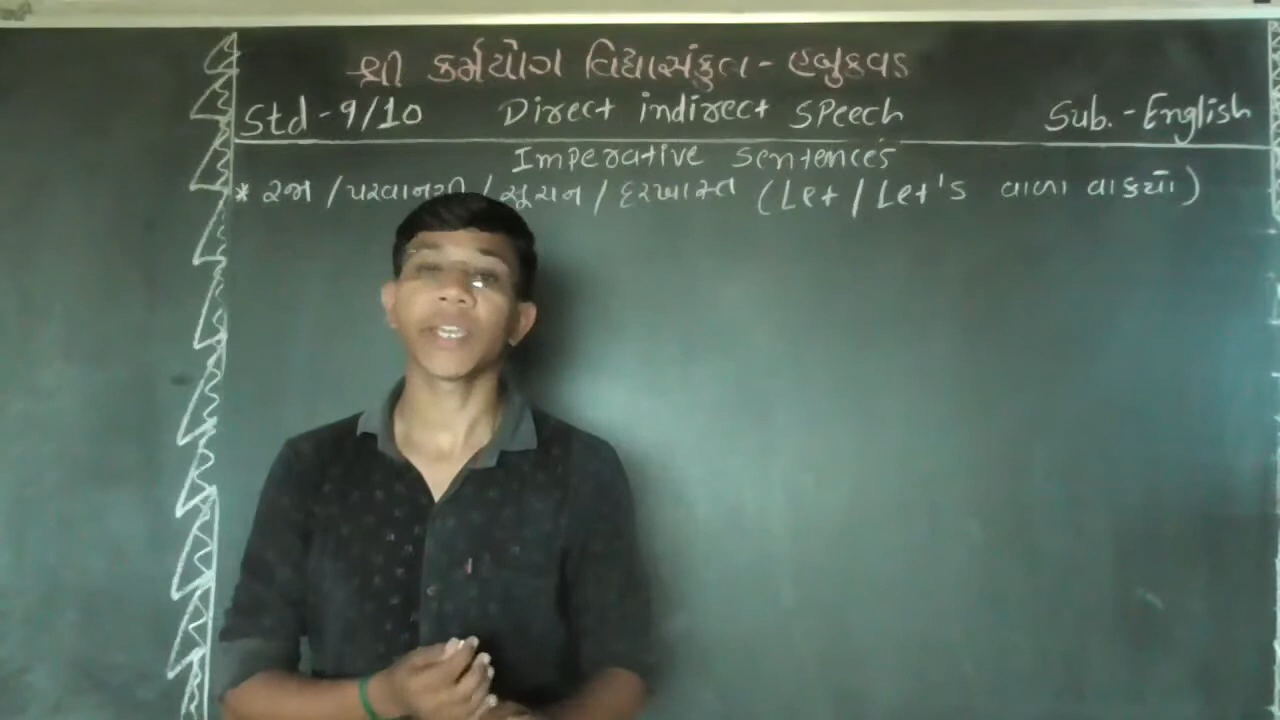 શ્રી કર્મયોગ વિદ્યાસંકુલ - હબુકવડ
Std - 9/10 Direct indirect Speech Sub. - English
Imperative Sentences
* રજા / પરવાનગી / સુચન / દરખાસ્ત (Let / Let's વાળા વાક્યો)